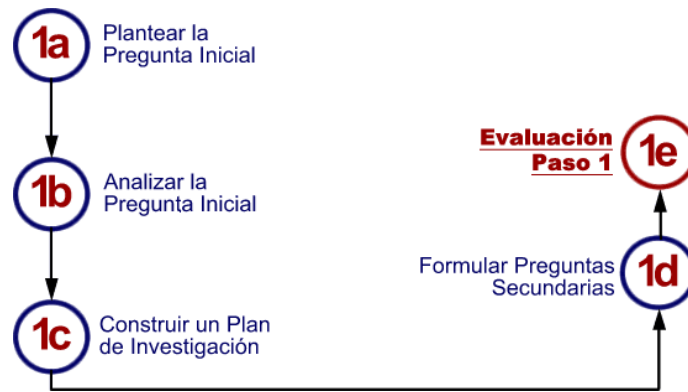 1a
Plantear la
Pregunta Inicial
1b
Analizar la
Pregunta Inicial
1c
Construir un Plan
de Investigación
1d
Formular Preguntas
Secundarias
1e
Evaluación
Paso 1